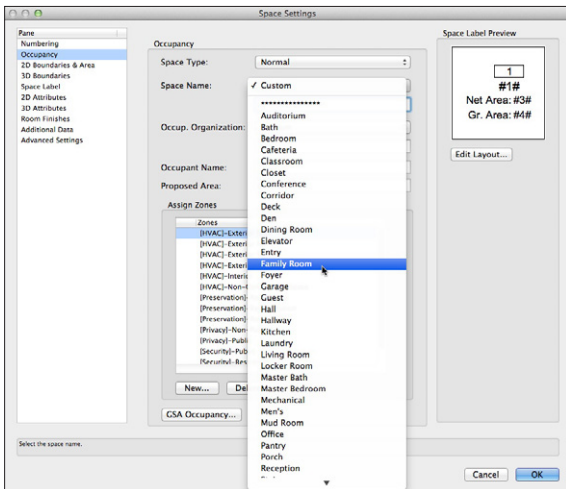 Space Settings
Pane
Numbering
Occupancy
2D Boundaries & Area
3D Boundaries
Space Label
2D Attributes
3D Attributes
Room Finishes
Additional Data
Advanced Settings
Occupancy
Space Type:
Normal
Space Name:
✓ Custom
***************
Auditorium
Bath
Bedroom
Cafeteria
Classroom
Closet
Conference
Corridor
Deck
Den
Dining Room
Elevator
Entry
Family Room
Foyer
Garage
Guest
Hall
Hallway
Kitchen
Laundry
Living Room
Locker Room
Master Bath
Master Bedroom
Mechanical
Men's
Mud Room
Office
Pantry
Porch
Reception
Occup. Organization:
Occupant Name:
Proposed Area:
Assign Zones
Zones
[HVAC]-Exteri
[HVAC]-Exteri
[HVAC]-Exteri
[HVAC]-Exteri
[HVAC]-Interio
[HVAC]-Non-
[Preservation]-
[Preservation]-
[Preservation]-
[Privacy]-Non-
[Privacy]-Publi
[Security]-Pub
[Security]-Res
New...
Del
GSA Occupancy...
Space Label Preview
1
#1#
Net Area: #3#
Gr. Area: #4#
Edit Layout...
Select the space name.
Cancel
OK